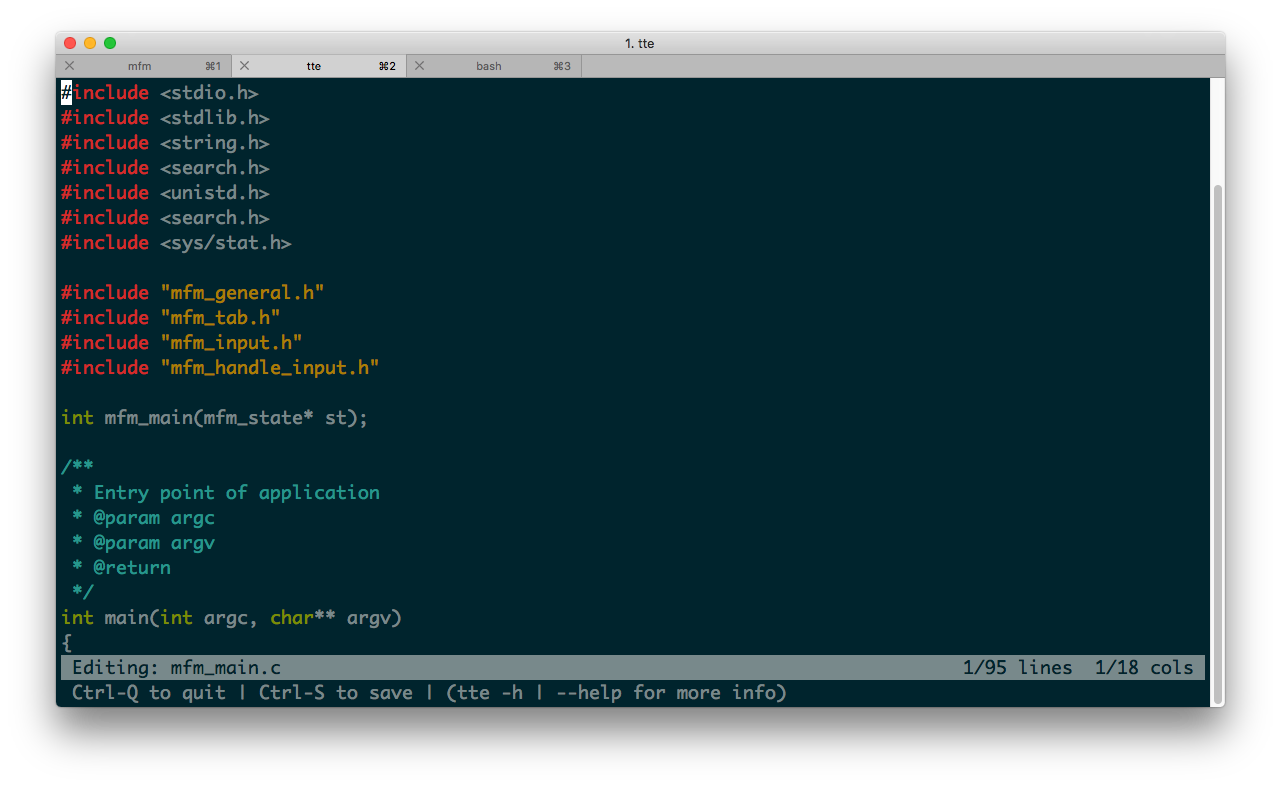 1. tte
mfm ⌘1 tte ⌘2 bash ⌘3
#include <stdio.h>
#include <stdlib.h>
#include <string.h>
#include <search.h>
#include <unistd.h>
#include <search.h>
#include <sys/stat.h>

#include "mfm_general.h"
#include "mfm_tab.h"
#include "mfm_input.h"
#include "mfm_handle_input.h"

int mfm_main(mfm_state* st);

/**
 * Entry point of application
 * @param argc
 * @param argv
 * @return
 */
int main(int argc, char** argv)
{
Editing: mfm_main.c 1/95 lines 1/18 cols
Ctrl-Q to quit | Ctrl-S to save | (tte -h | --help for more info)